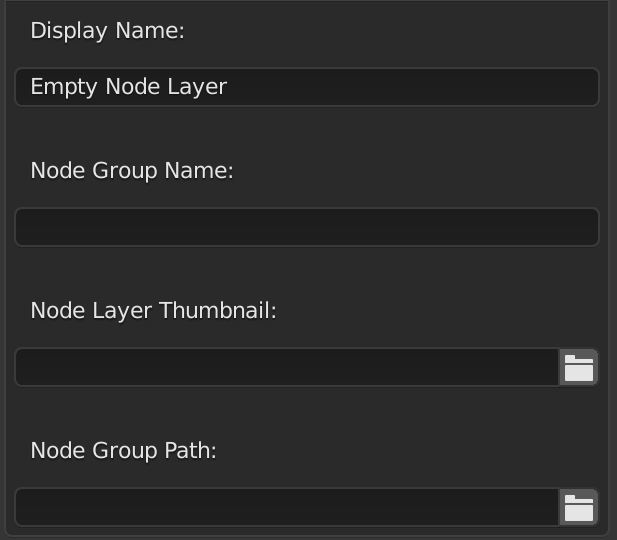 Display Name:
Empty Node Layer
Node Group Name:
Node Layer Thumbnail:
Node Group Path: